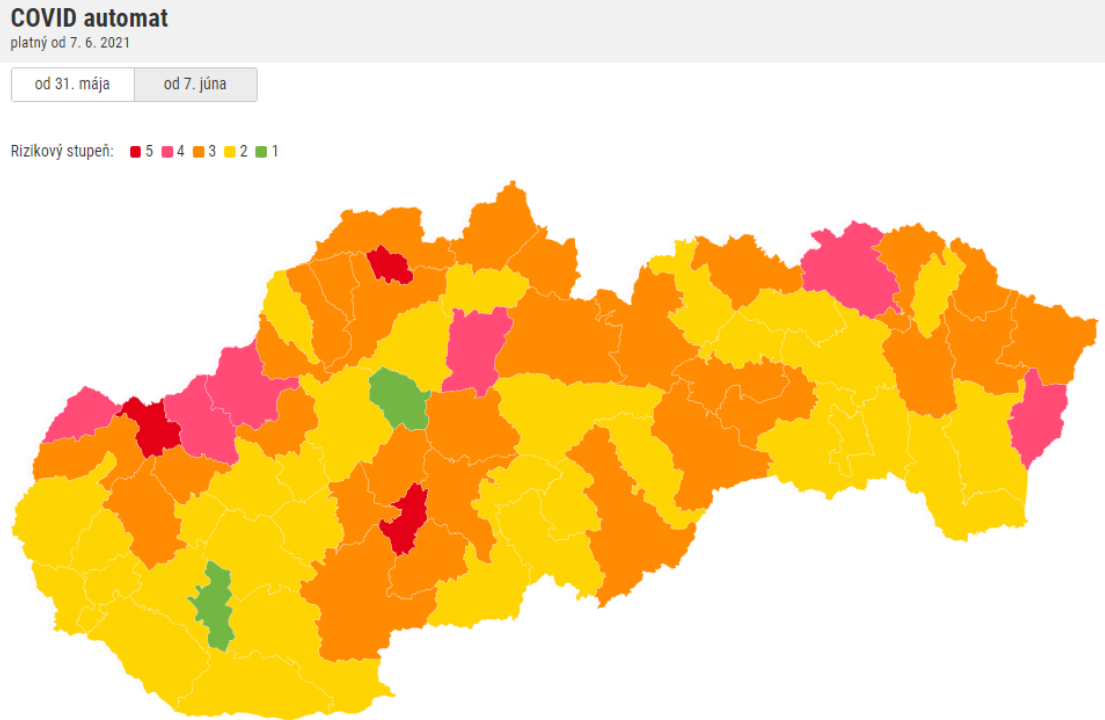 COVID automat
platný od 7. 6. 2021
od 31. mája
od 7. júna
Rizikový stupeň: 5 4 3 2 1